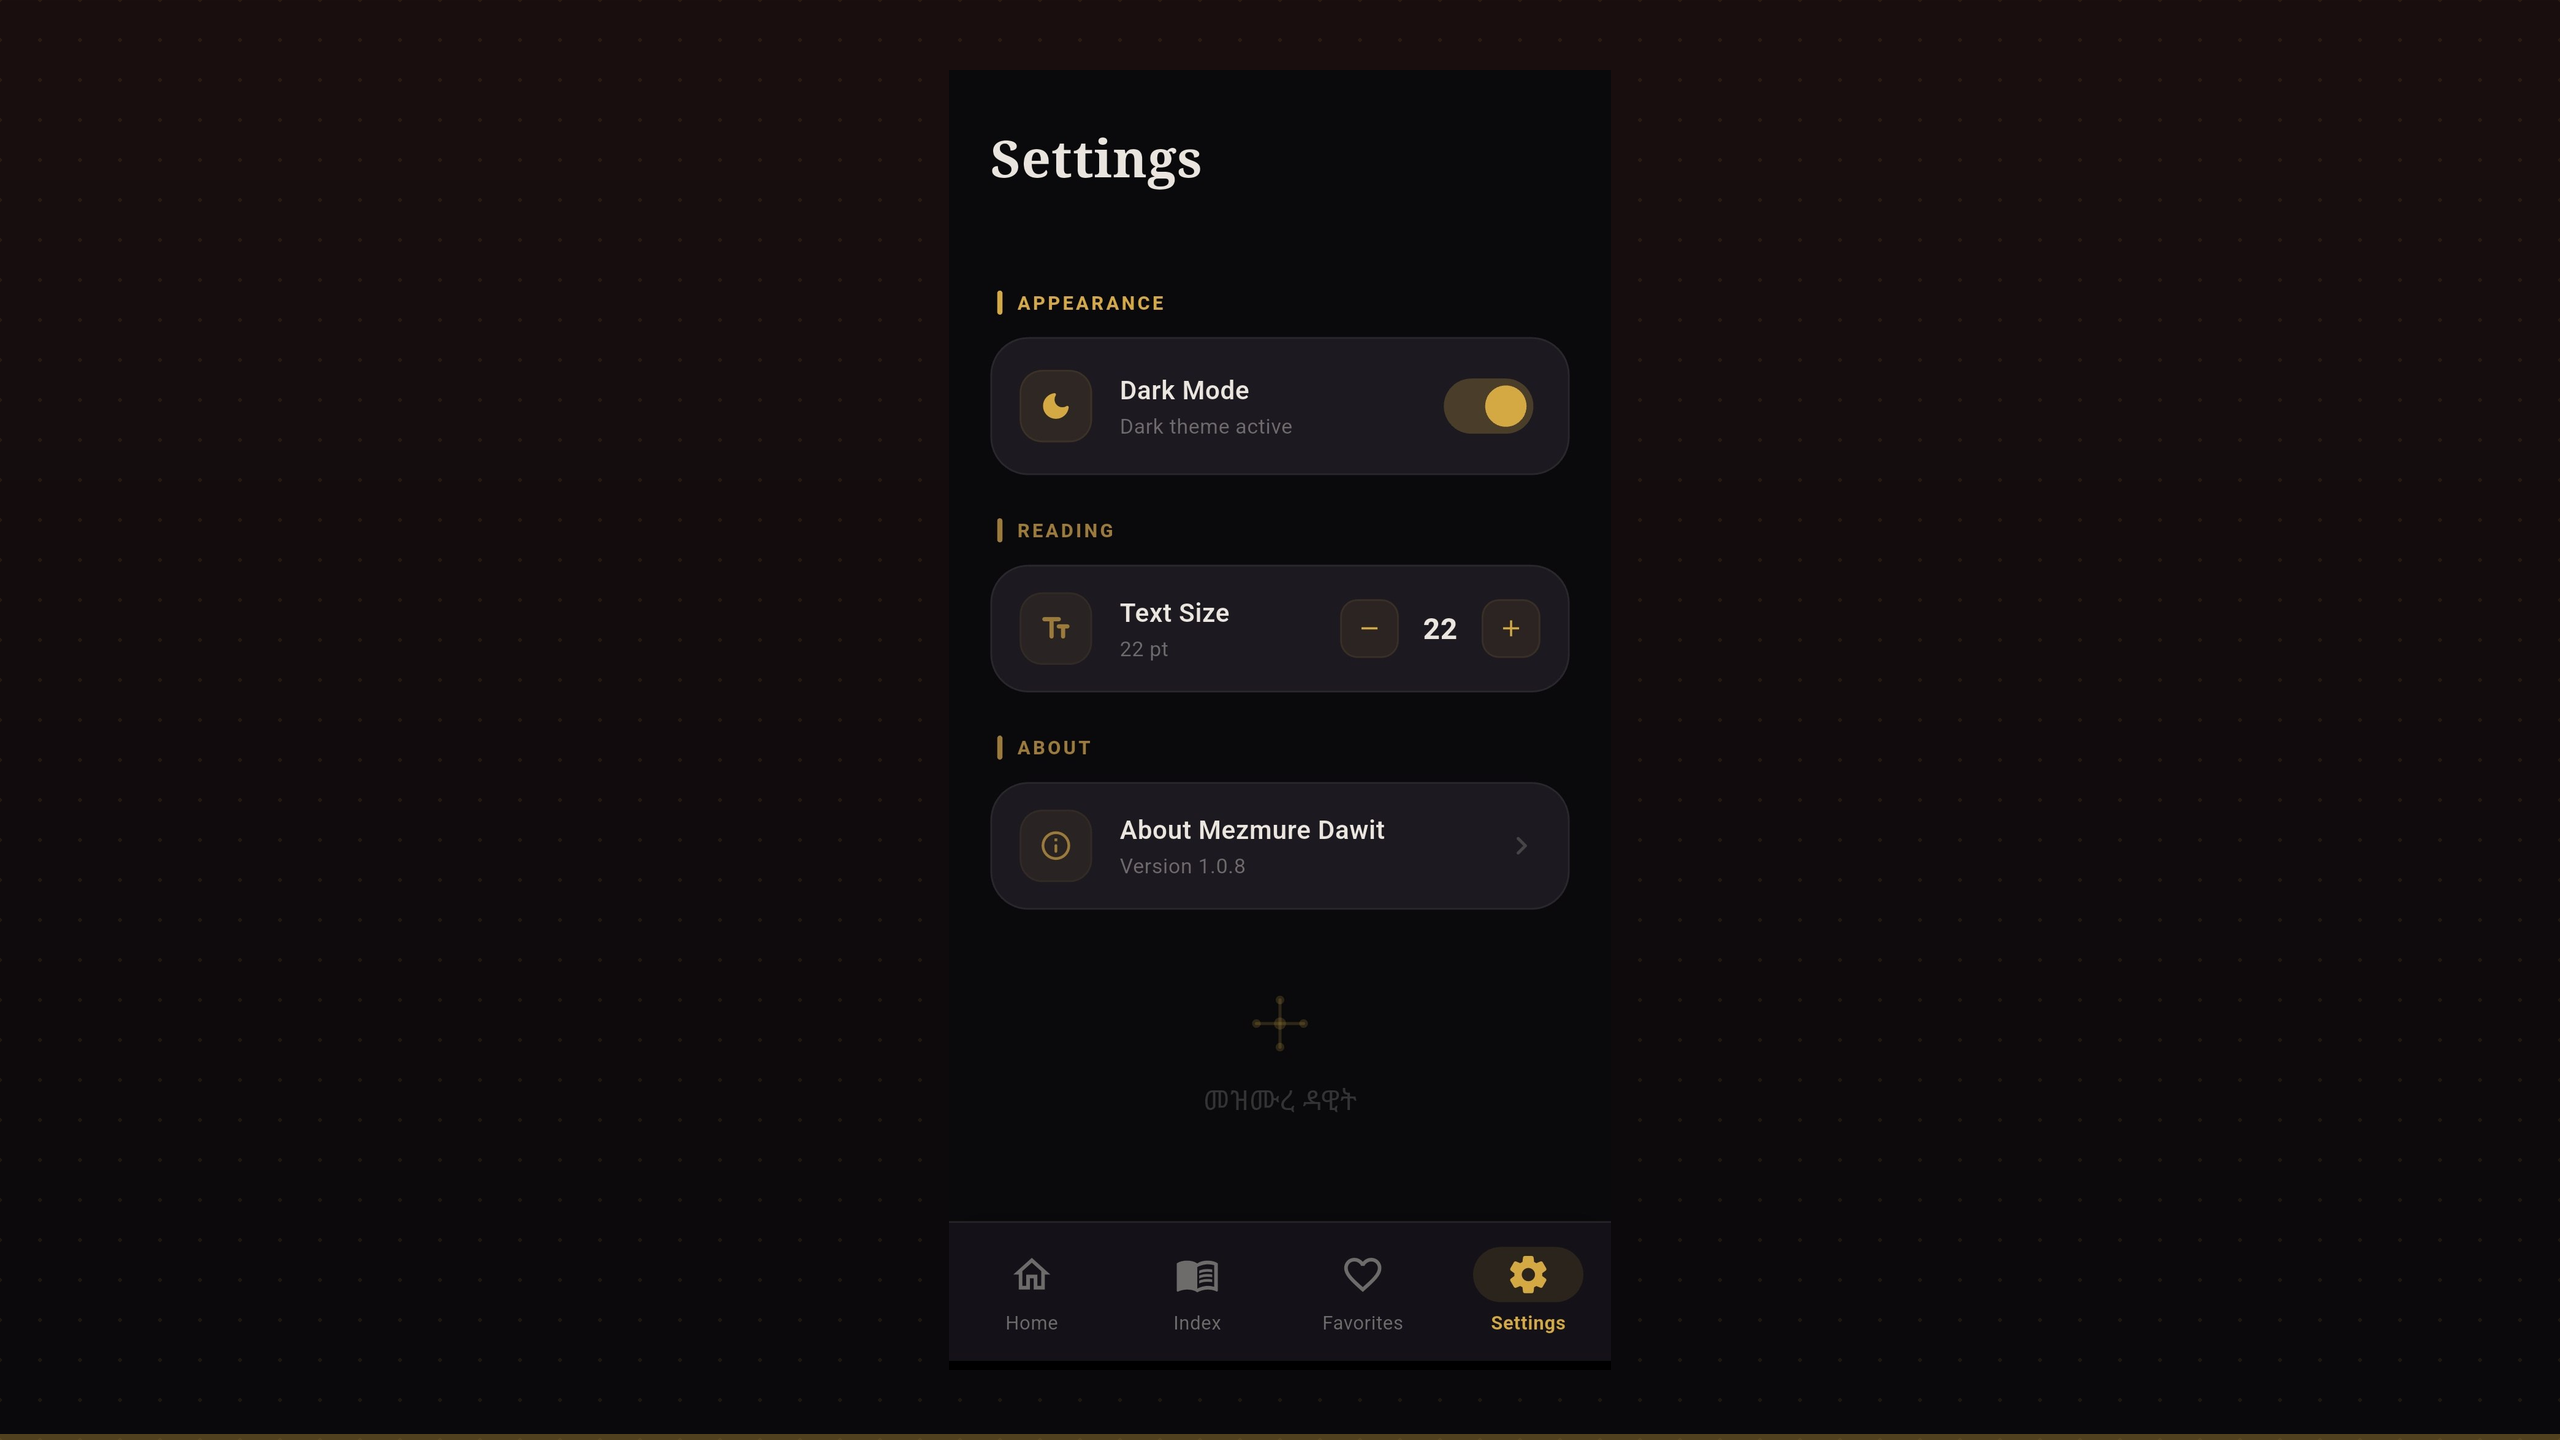 Settings
APPEARANCE
Dark Mode
Dark theme active
READING
Text Size
22 pt
22
ABOUT
About Mezmure Dawit
Version 1.0.8
መዝሙረ ዳዊት
Home
Index
Favorites
Settings